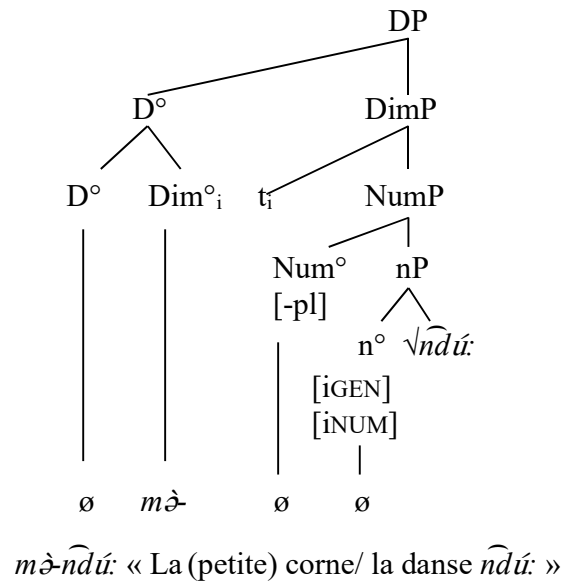 DP
D° DimP
D° Dim°ᵢ tᵢ NumP
Num° nP
[-pl]
n° √n͡dú:
[iGEN]
[iNUM]
ø mə̀- ø ø
mə̀-n͡dú: « La (petite) corne/ la danse n͡dú: »